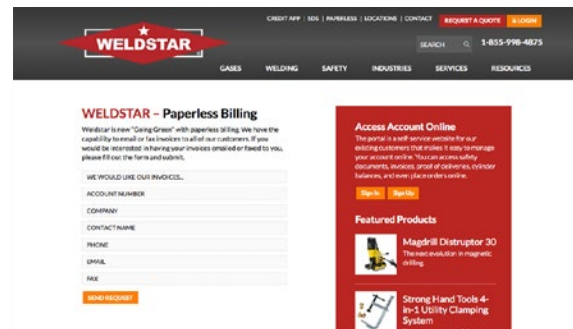 CREDIT APP | SDS | PAPERLESS | LOCATIONS | CONTACT REQUEST A QUOTE LOGIN
WELDSTAR
SEARCH 1-855-998-4875
GASES WELDING SAFETY INDUSTRIES SERVICES RESOURCES
WELDSTAR – Paperless Billing
Weldstar is now "Going Green" with paperless billing. We have the
capability to email or fax invoices to all of our customers. If you
would be interested in having your invoices emailed or faxed to you,
please fill out the form and submit.
WE WOULD LIKE OUR INVOICES...
ACCOUNT NUMBER
COMPANY
CONTACT NAME
PHONE
EMAIL
FAX
SEND REQUEST
Access Account Online
The portal is a self-service website for our
existing customers that makes it easy to manage
your account online. You can access safety
documents, invoices, proof of deliveries, cylinder
balances, and even place orders online.
Sign In Sign Up
Featured Products
Magdrill Disruptor 30
The next evolution in magnetic
drilling.
Strong Hand Tools 4-
in-1 Utility Clamping
System